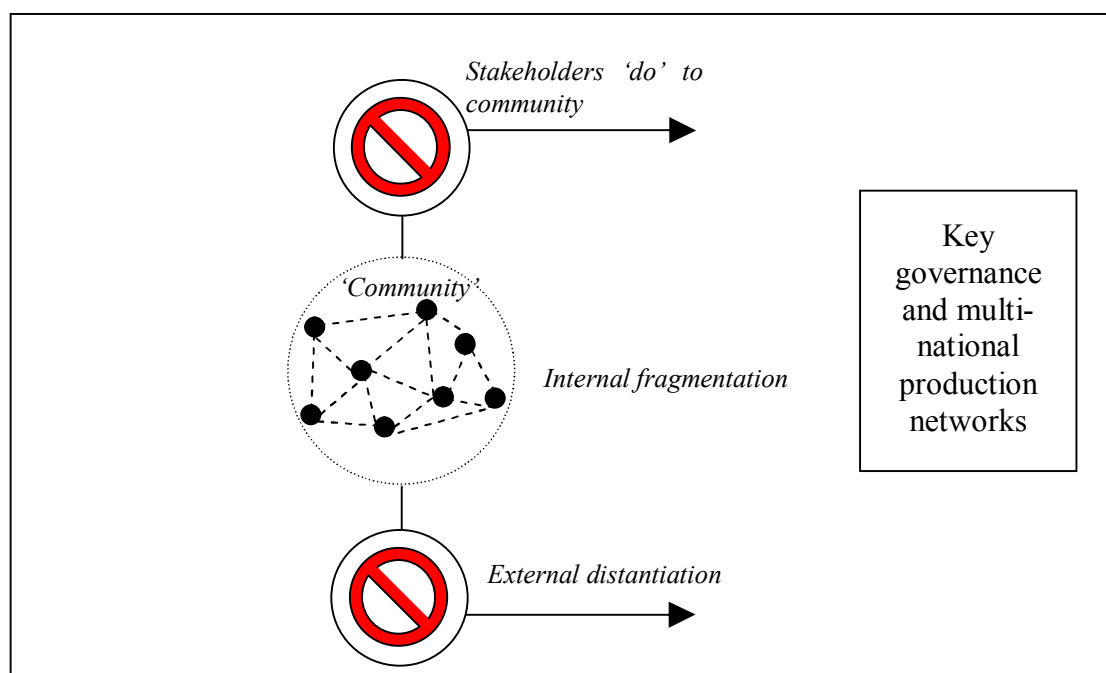 Stakeholders ‘do’ to
community
‘Community’
Internal fragmentation
External distantiation
Key
governance
and multi-
national
production
networks